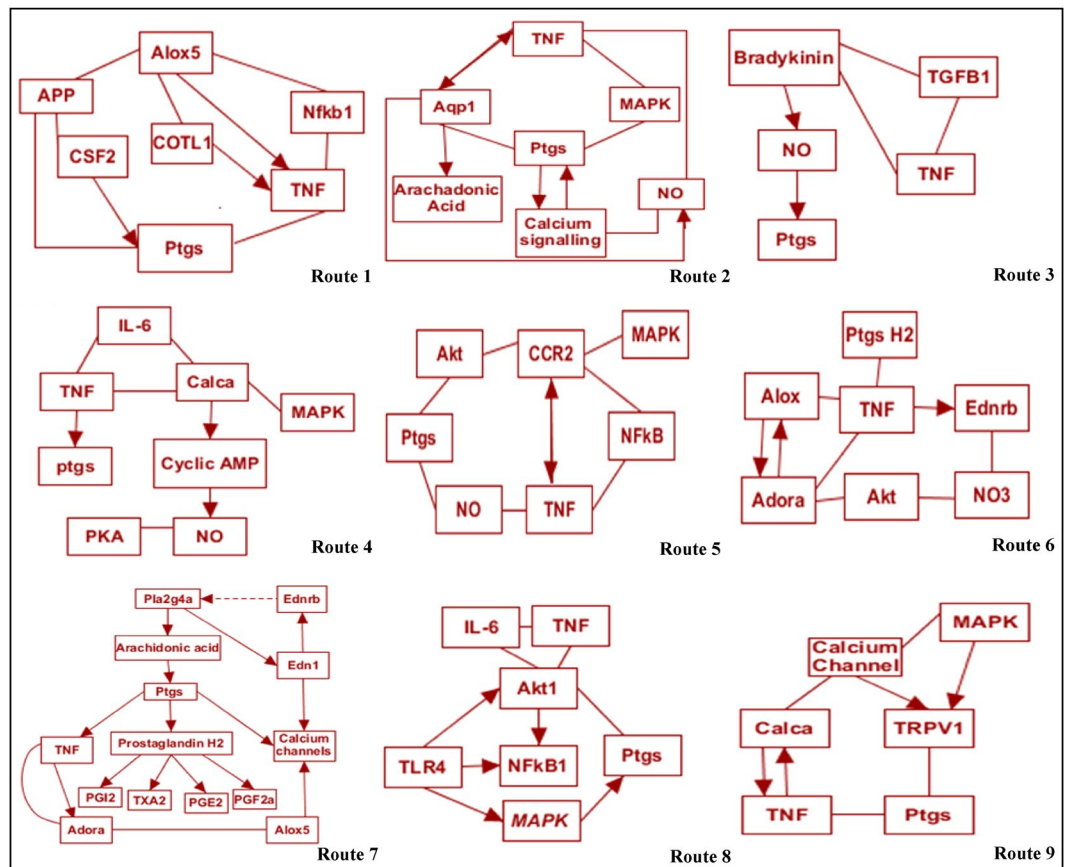 Alox5
APP
Nfkb1
CSF2
COTL1
TNF
Ptgs
Route 1
TNF
Aqp1
MAPK
Ptgs
Arachadonic
Acid
NO
Calcium
signalling
Route 2
Bradykinin
TGFB1
NO
TNF
Ptgs
Route 3
IL-6
TNF
Calca
MAPK
ptgs
Cyclic AMP
PKA
NO
Route 4
Akt
CCR2
MAPK
Ptgs
NFkB
NO
TNF
Route 5
Ptgs H2
Alox
TNF
Ednrb
Adora
Akt
NO3
Route 6
Pla2g4a
Ednrb
Arachidonic acid
Edn1
Ptgs
TNF
Prostaglandin H2
Calcium
channels
PGI2
TXA2
PGE2
PGF2a
Adora
Alox5
Route 7
IL-6
TNF
Akt1
TLR4
NFkB1
Ptgs
MAPK
Route 8
MAPK
Calcium
Channel
Calca
TRPV1
TNF
Ptgs
Route 9